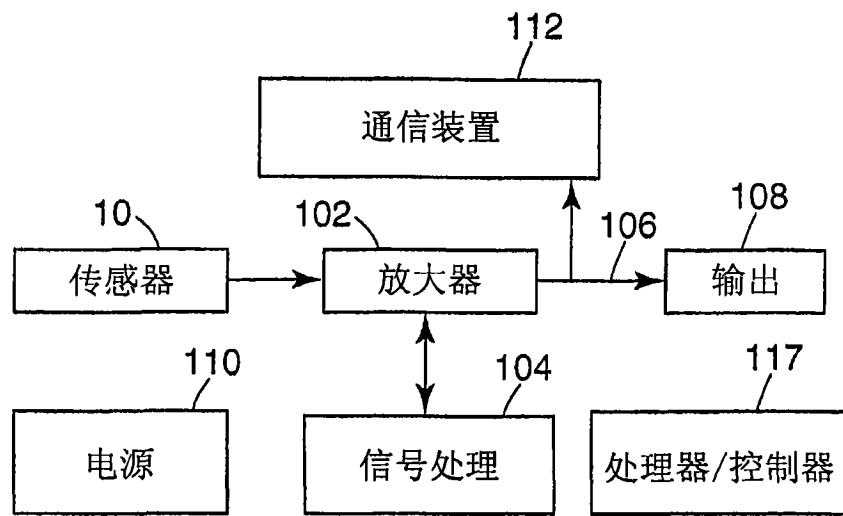 112
通信装置
10
102
106
108
传感器
放大器
输出
110
104
117
电源
信号处理
处理器/控制器